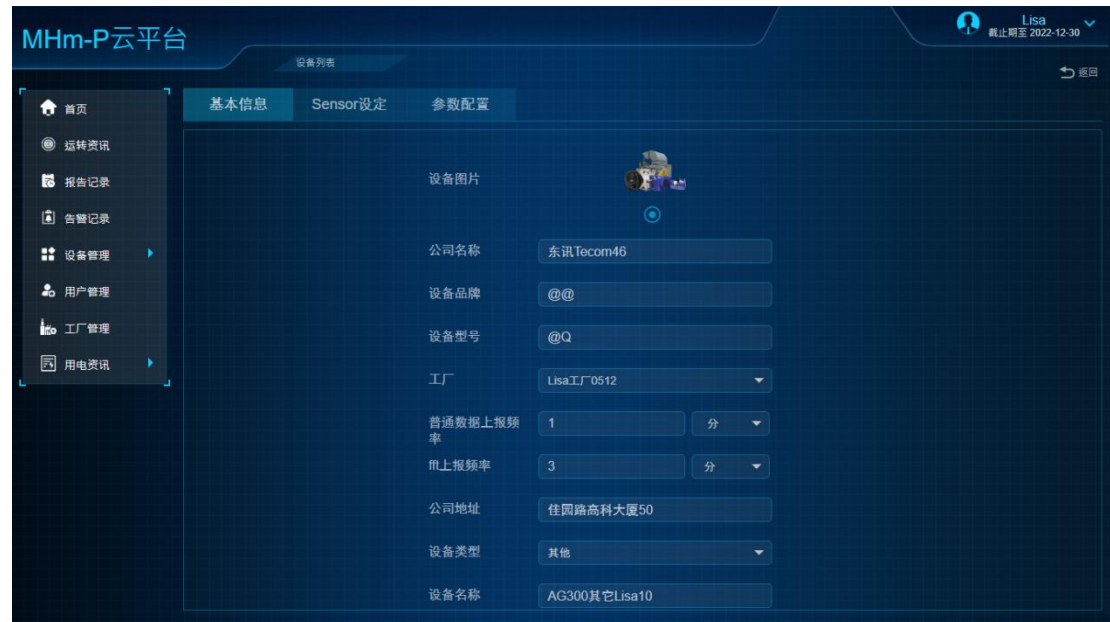 MHm-P云平台
Lisa
截止期至 2022-12-30
设备列表
返回
首页
运转资讯
报告记录
告警记录
设备管理
用户管理
工厂管理
用电资讯
基本信息 Sensor设定 参数配置
设备图片
公司名称 东讯Tecom46
设备品牌 @@
设备型号 @Q
工厂 Lisa工厂0512
普通数据上报频
率 1 分
fft上报频率 3 分
公司地址 佳园路高科大厦50
设备类型 其他
设备名称 AG300其它Lisa10